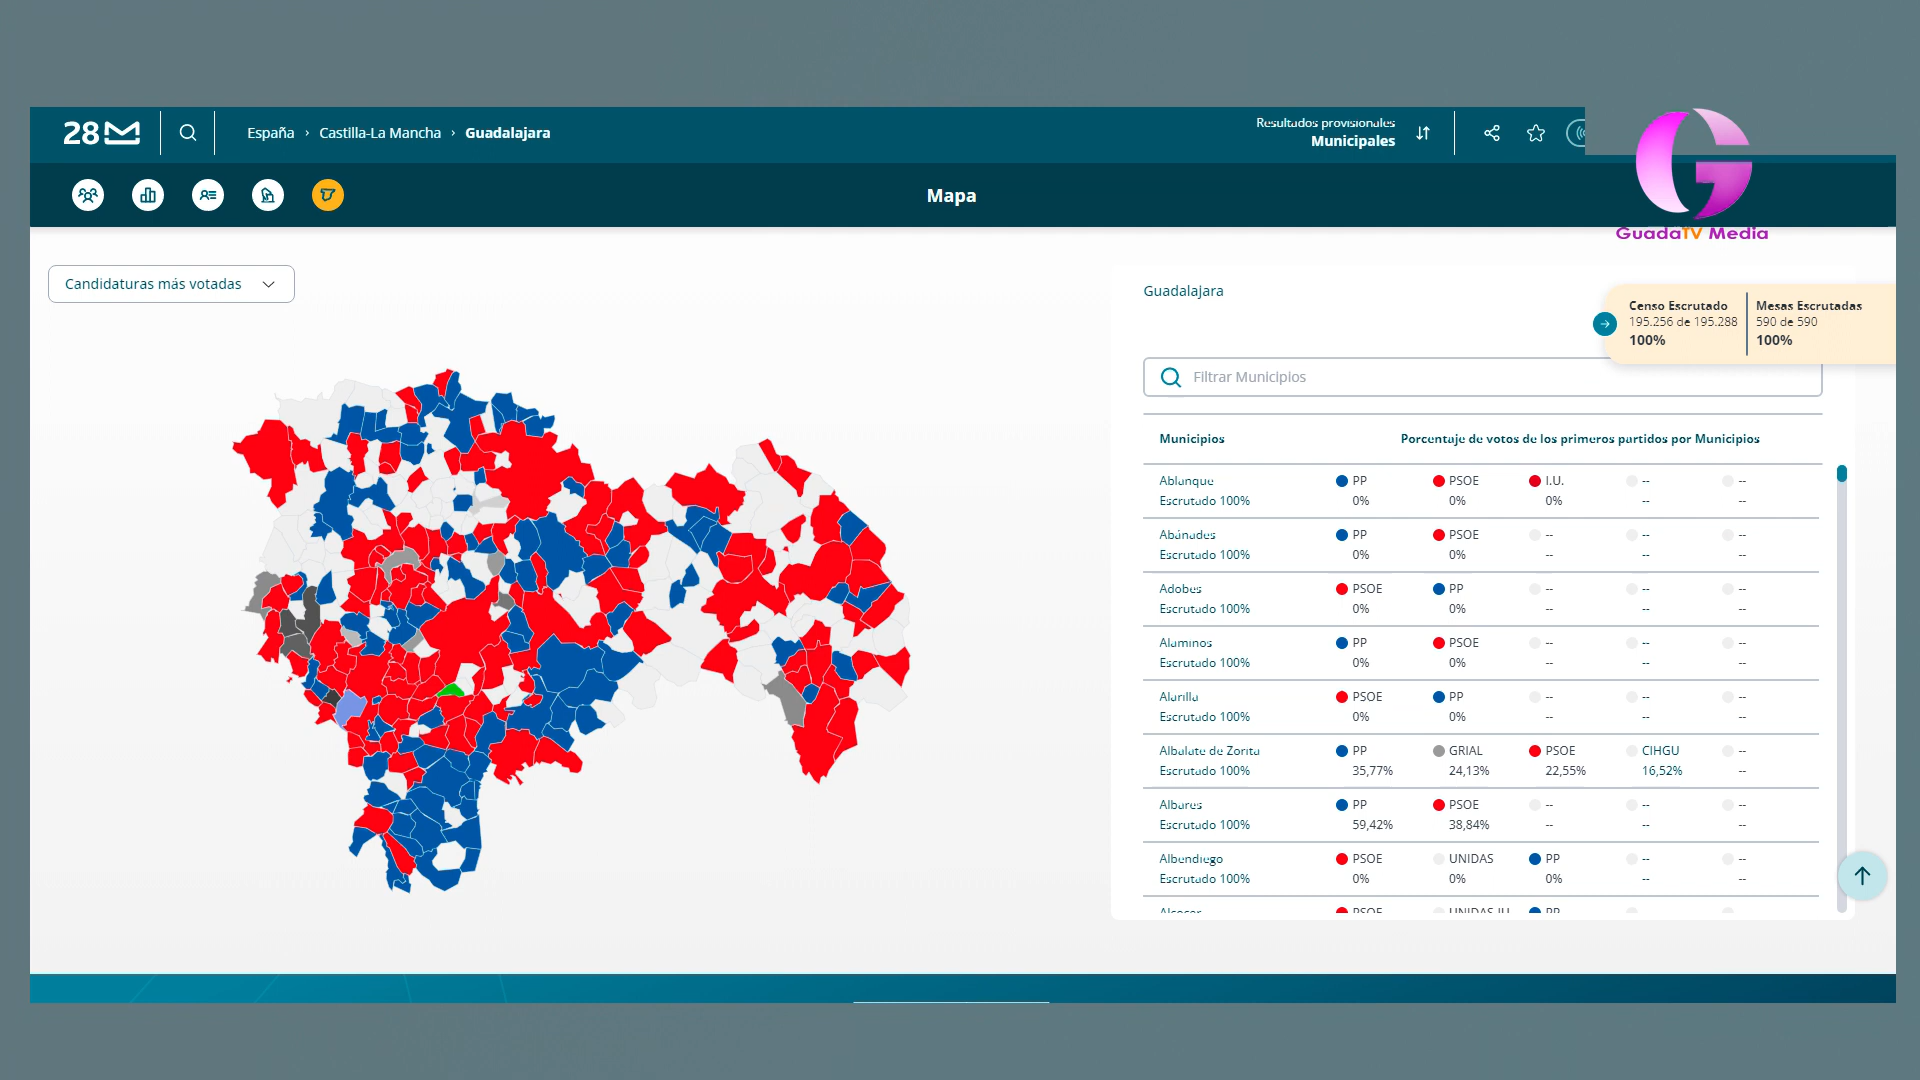 28M
España › Castilla-La Mancha › Guadalajara
Resultados provisionales
Municipales
Mapa
GuadaTV Media
Candidaturas más votadas
Guadalajara
Censo Escrutado
195.256 de 195.288
100%
Mesas Escrutadas
590 de 590
100%
Filtrar Municipios
Municipios Porcentaje de votos de los primeros partidos por Municipios
Ablanque PP PSOE I.U. -- --
Escrutado 100% 0% 0% 0% -- --
Abánades PP PSOE -- -- --
Escrutado 100% 0% 0% -- -- --
Adobes PSOE PP -- -- --
Escrutado 100% 0% 0% -- -- --
Alaminos PP PSOE -- -- --
Escrutado 100% 0% 0% -- -- --
Alarilla PSOE PP -- -- --
Escrutado 100% 0% 0% -- -- --
Albalate de Zorita PP GRIAL PSOE CIHGU --
Escrutado 100% 35,77% 24,13% 22,55% 16,52% --
Albares PP PSOE -- -- --
Escrutado 100% 59,42% 38,84% -- -- --
Albendiego PSOE UNIDAS PP -- --
Escrutado 100% 0% 0% 0% -- --
Alcocer PSOE UNIDAS IU PP -- --